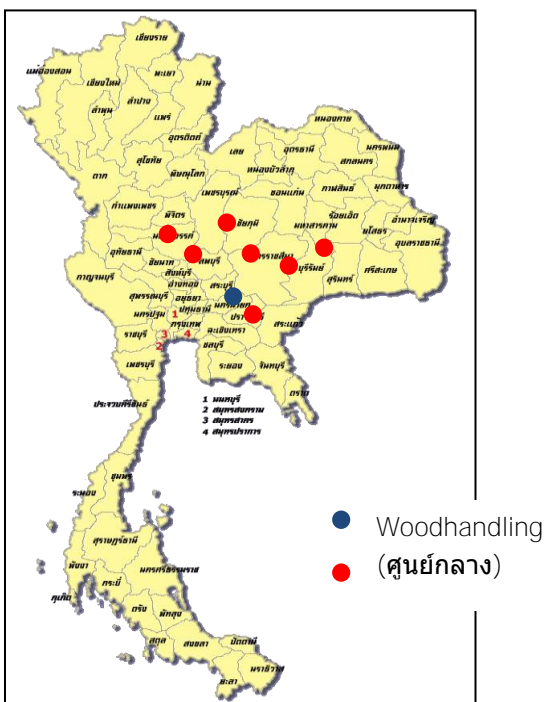 เชียงราย
แม่ฮ่องสอน
พะเยา
เชียงใหม่
น่าน
ลำปาง
ลำพูน
แพร่
อุตรดิตถ์
หนองคาย
เลย
นครพนม
อุดรธานี
สกลนคร
สุโขทัย
ตาก
พิษณุโลก
หนองบัวลำภู
เพชรบูรณ์
ขอนแก่น
กาฬสินธุ์
มุกดาหาร
กำแพงเพชร
พิจิตร
ชัยภูมิ
ร้อยเอ็ด
มหาสารคาม
ยโสธร
อำนาจเจริญ
อุบลราชธานี
อุทัยธานี
ชัยนาท
ลพบุรี
บุรีรัมย์
สุรินทร์
ศรีสะเกษ
กาญจนบุรี
สิงห์บุรี
อ่างทอง
สระบุรี
สุพรรณบุรี
อยุธยา
นครนายก
นครปฐม
1
ปทุมธานี
กรุงเทพ
สระแก้ว
ราชบุรี
3
4
ฉะเชิงเทรา
2
ชลบุรี
เพชรบุรี
ระยอง
จันทบุรี
ตราด
ประจวบคีรีขันธ์
1 นนทบุรี
2 สมุทรสงคราม
3 สมุทรสาคร
4 สมุทรปราการ
ชุมพร
ระนอง
สุราษฎร์ธานี
พังงา
นครศรีธรรมราช
กระบี่
ภูเก็ต
ตรัง
พัทลุง
สตูล
สงขลา
ปัตตานี
นราธิวาส
ยะลา
Woodhandling
(ศูนย์กลาง)